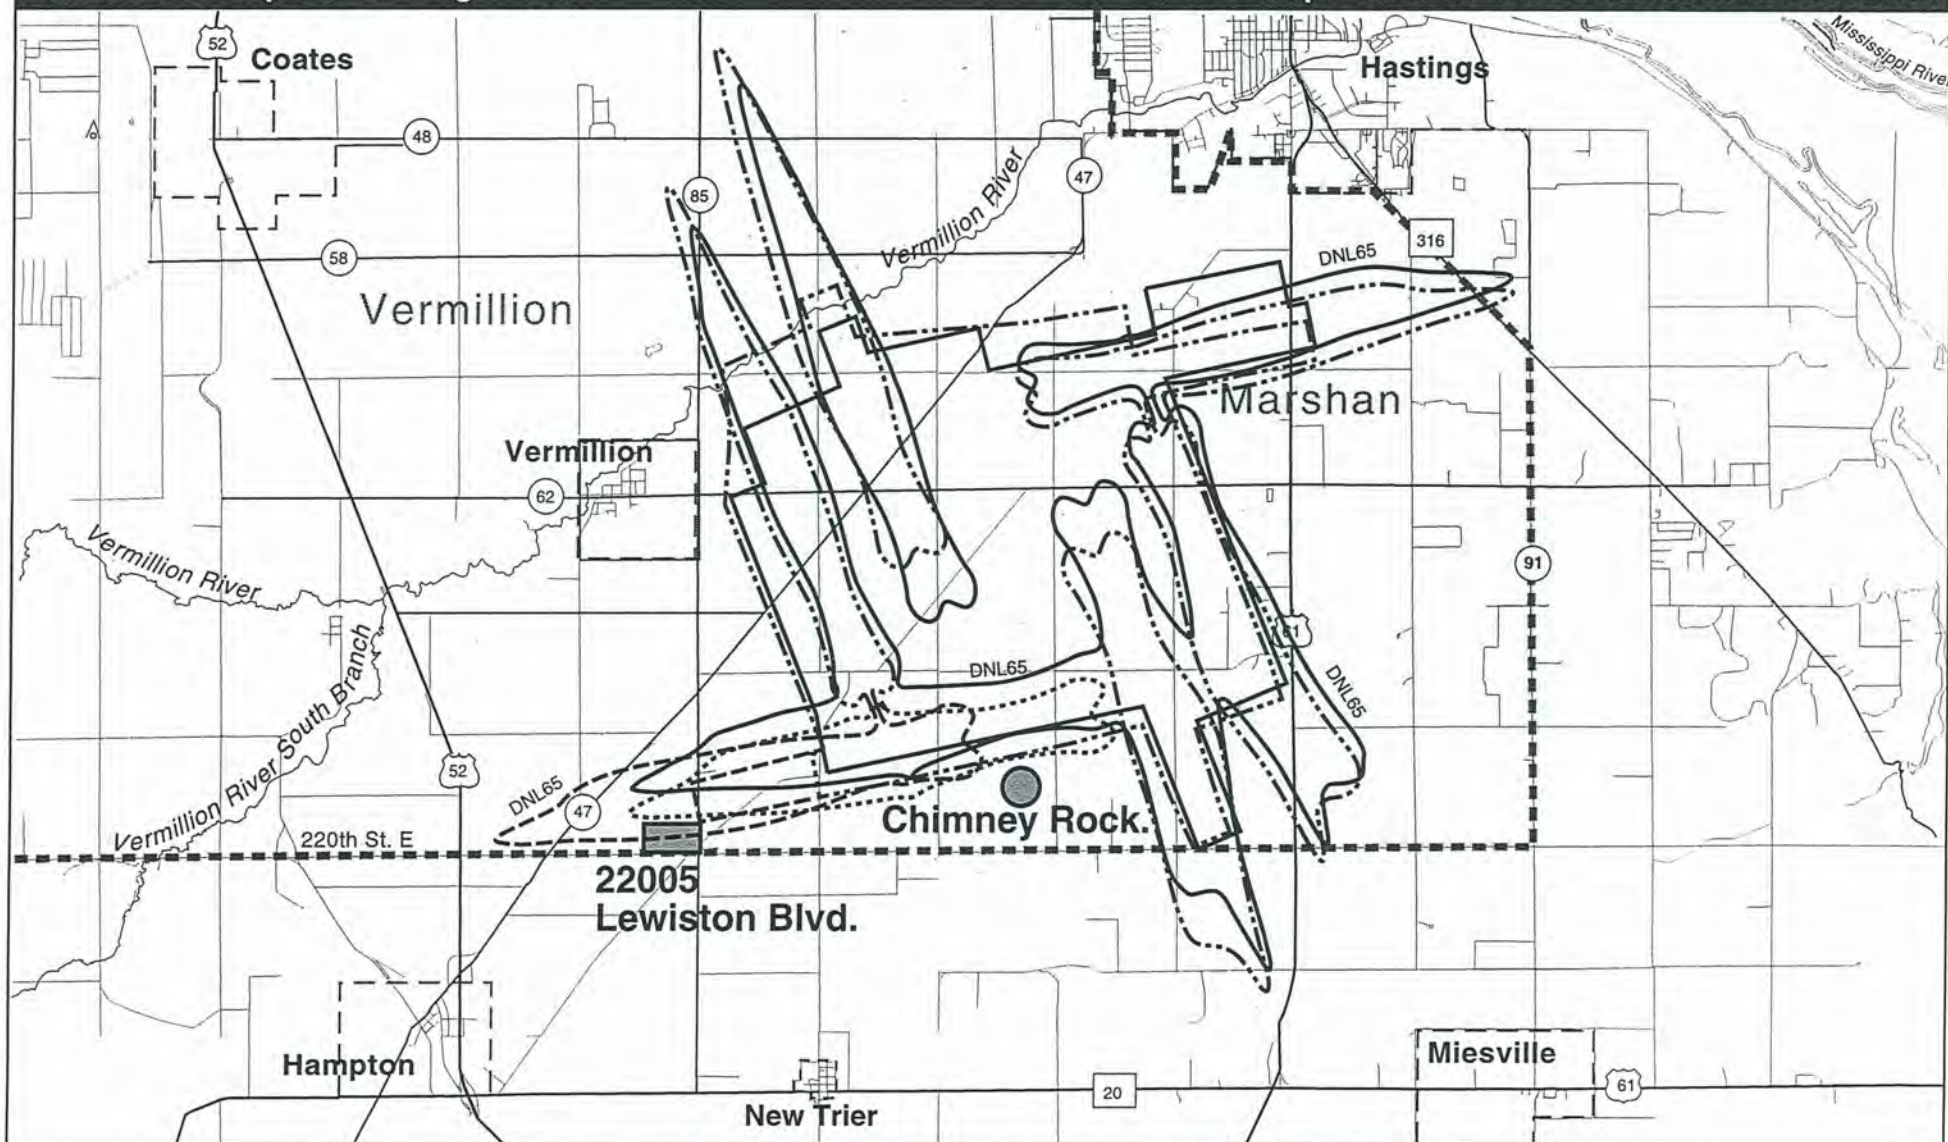 52
Coates
Hastings
Mississippi River
48
Vermillion River
47
85
316
58
DNL65
Vermillion
Marshan
Vermillion
62
Vermillion River
91
61
Vermillion River South Branch
DNL65
DNL65
52
DNL65
47
Chimney Rock.
220th St. E
22005
Lewiston Blvd.
Hampton
Miesville
20
61
New Trier